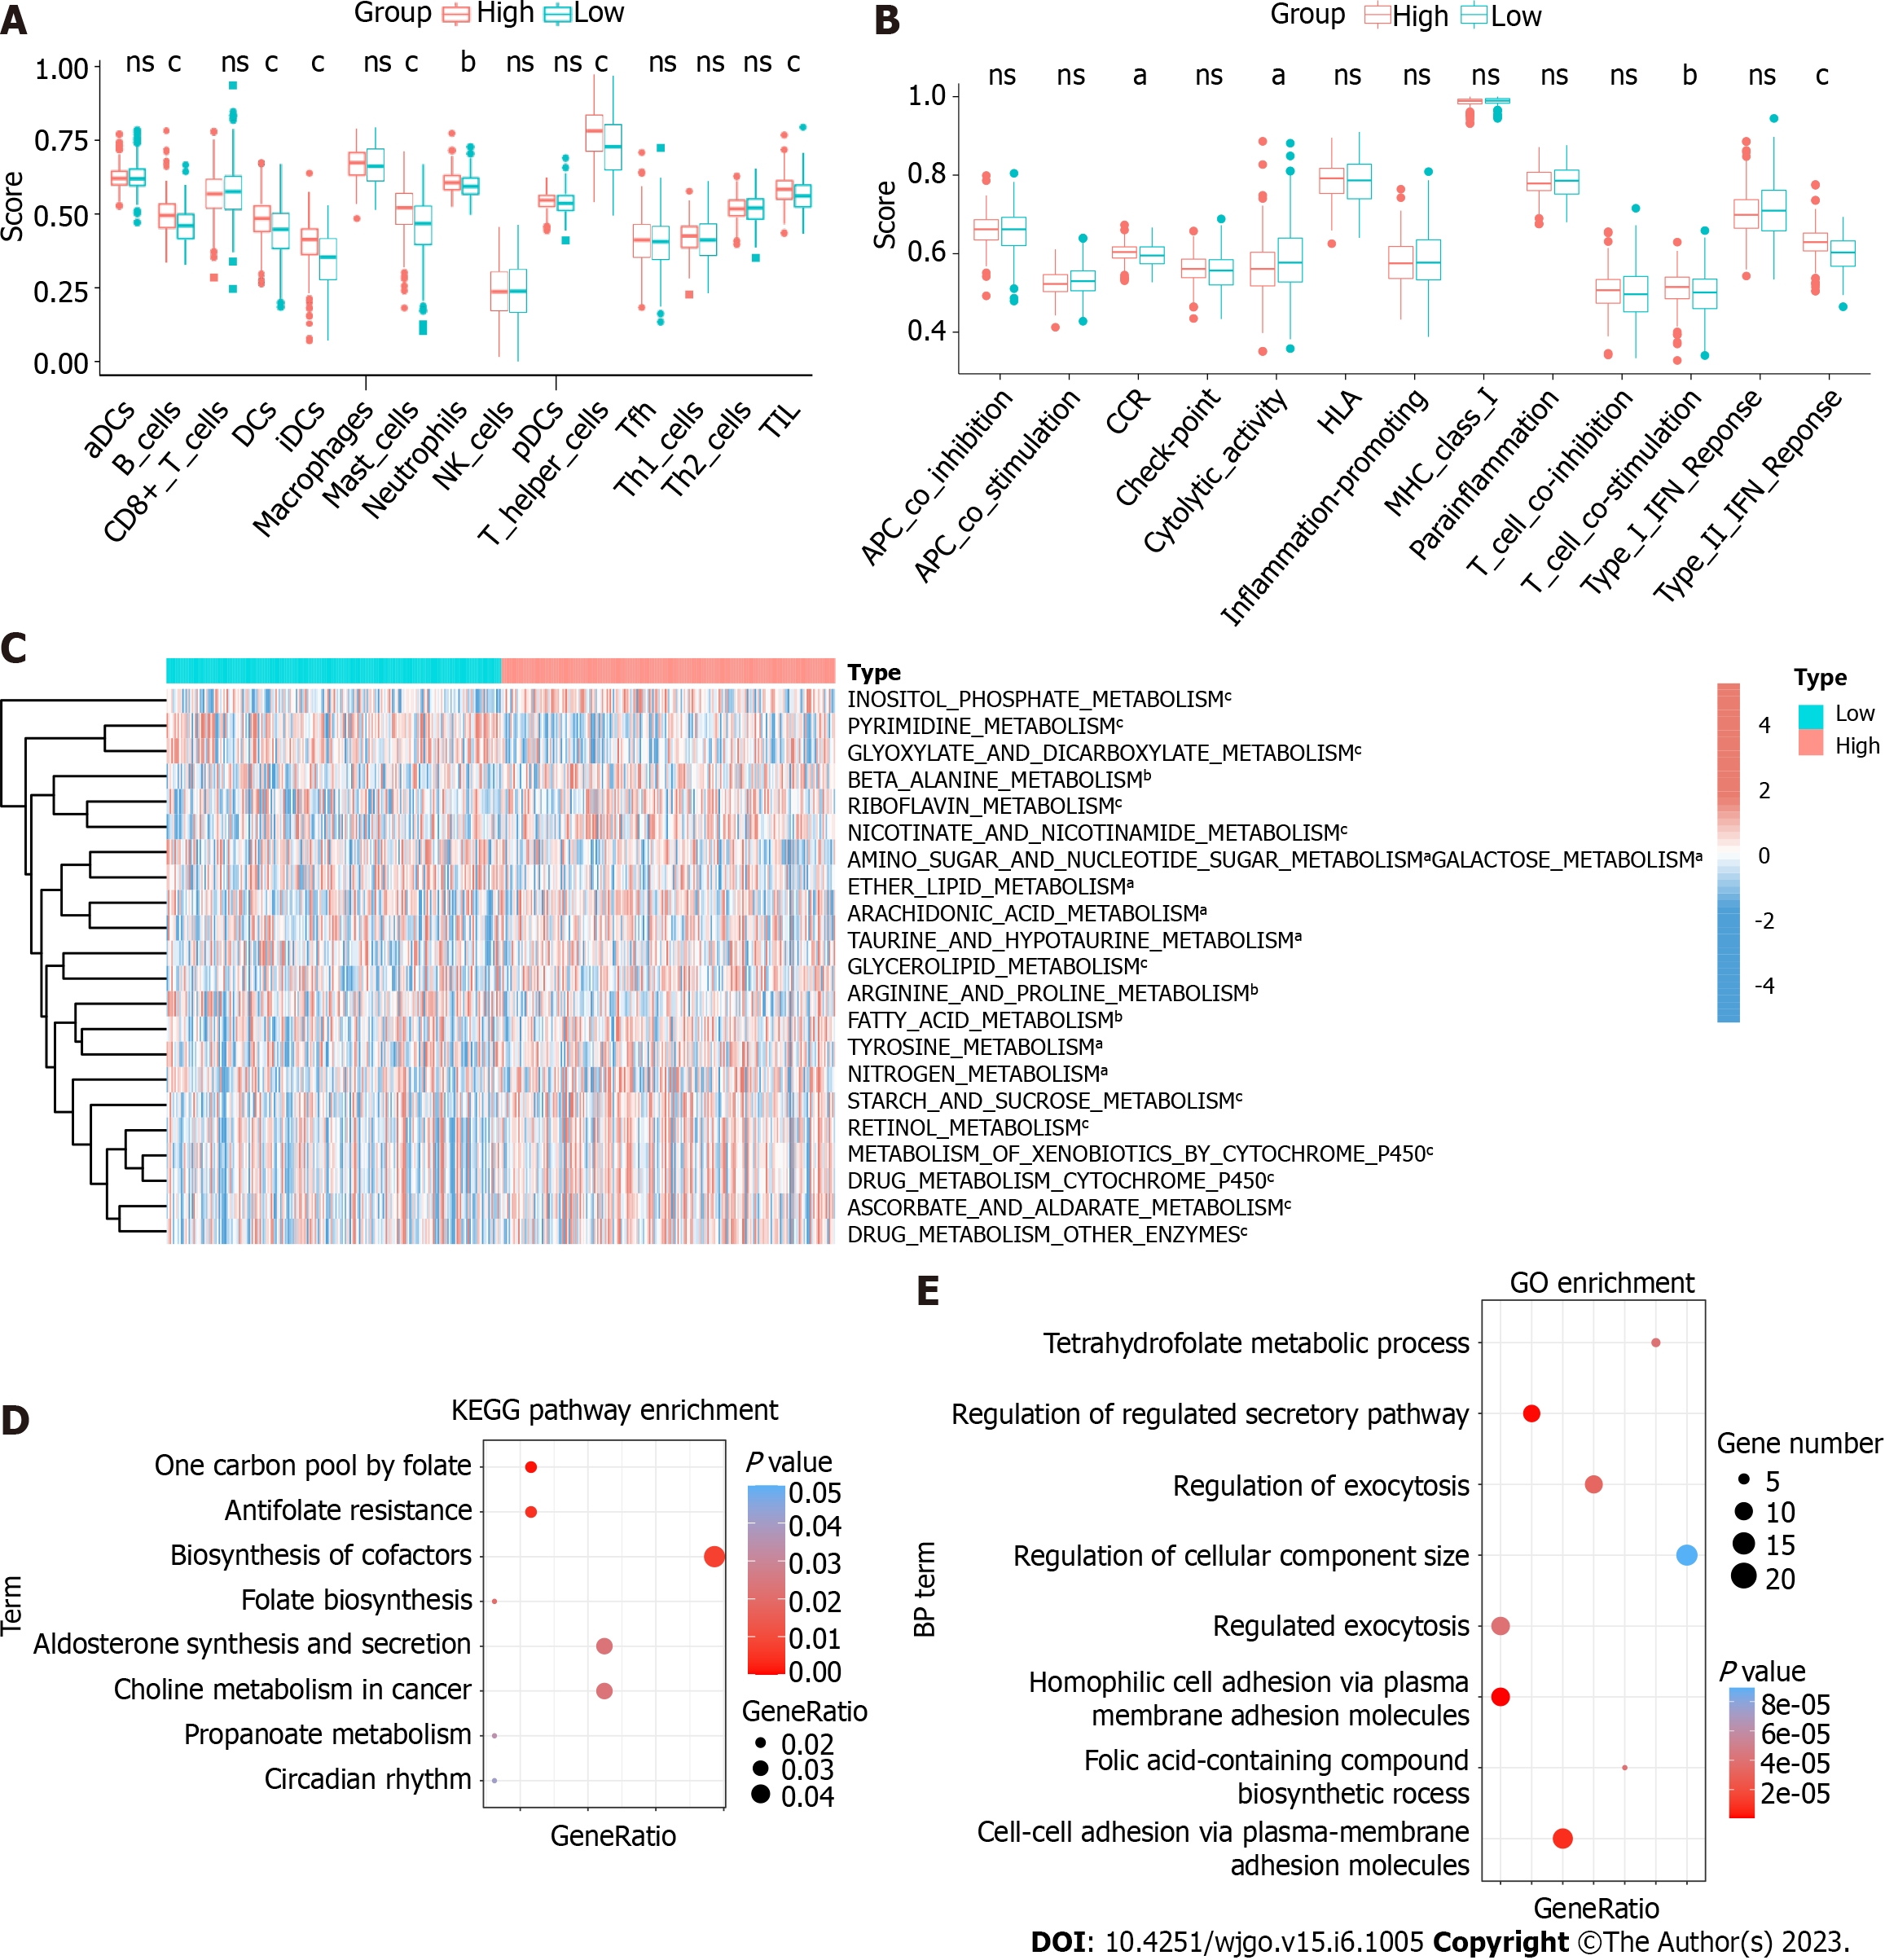 A
Group High Low
ns c ns c c ns c b ns ns c ns ns ns c
1.00
0.75
0.50
0.25
0.00
Score
aDCs
B_cells
CD8+_T_cells
DCs
iDCs
Macrophages
Mast_cells
Neutrophils
NK_cells
pDCs
T_helper_cells
Tfh
Th1_cells
Th2_cells
TIL
B
Group High Low
ns ns a ns a ns ns ns ns ns b ns c
1.0
0.8
0.6
0.4
Score
APC_co_inhibition
APC_co_stimulation
CCR
Check-point
Cytolytic_activity
HLA
Inflammation-promoting
MHC_class_I
Parainflammation
T_cell_co-inhibition
T_cell_co-stimulation
Type_I_IFN_Reponse
Type_II_IFN_Reponse
C
Type
INOSITOL_PHOSPHATE_METABOLISMᶜ
PYRIMIDINE_METABOLISMᶜ
GLYOXYLATE_AND_DICARBOXYLATE_METABOLISMᶜ
BETA_ALANINE_METABOLISMᵇ
RIBOFLAVIN_METABOLISMᶜ
NICOTINATE_AND_NICOTINAMIDE_METABOLISMᶜ
AMINO_SUGAR_AND_NUCLEOTIDE_SUGAR_METABOLISMᵃGALACTOSE_METABOLISMᵃ
ETHER_LIPID_METABOLISMᵃ
ARACHIDONIC_ACID_METABOLISMᵃ
TAURINE_AND_HYPOTAURINE_METABOLISMᵃ
GLYCEROLIPID_METABOLISMᶜ
ARGININE_AND_PROLINE_METABOLISMᵇ
FATTY_ACID_METABOLISMᵇ
TYROSINE_METABOLISMᵃ
NITROGEN_METABOLISMᵃ
STARCH_AND_SUCROSE_METABOLISMᶜ
RETINOL_METABOLISMᶜ
METABOLISM_OF_XENOBIOTICS_BY_CYTOCHROME_P450ᶜ
DRUG_METABOLISM_CYTOCHROME_P450ᶜ
ASCORBATE_AND_ALDARATE_METABOLISMᶜ
DRUG_METABOLISM_OTHER_ENZYMESᶜ
4
2
0
-2
-4
Type
Low
High
D
KEGG pathway enrichment
Term
One carbon pool by folate
Antifolate resistance
Biosynthesis of cofactors
Folate biosynthesis
Aldosterone synthesis and secretion
Choline metabolism in cancer
Propanoate metabolism
Circadian rhythm
GeneRatio
P value
0.05
0.04
0.03
0.02
0.01
0.00
GeneRatio
0.02
0.03
0.04
E
GO enrichment
BP term
Tetrahydrofolate metabolic process
Regulation of regulated secretory pathway
Regulation of exocytosis
Regulation of cellular component size
Regulated exocytosis
Homophilic cell adhesion via plasma
membrane adhesion molecules
Folic acid-containing compound
biosynthetic rocess
Cell-cell adhesion via plasma-membrane
adhesion molecules
GeneRatio
Gene number
5
10
15
20
P value
8e-05
6e-05
4e-05
2e-05
DOI: 10.4251/wjgo.v15.i6.1005 Copyright ©The Author(s) 2023.